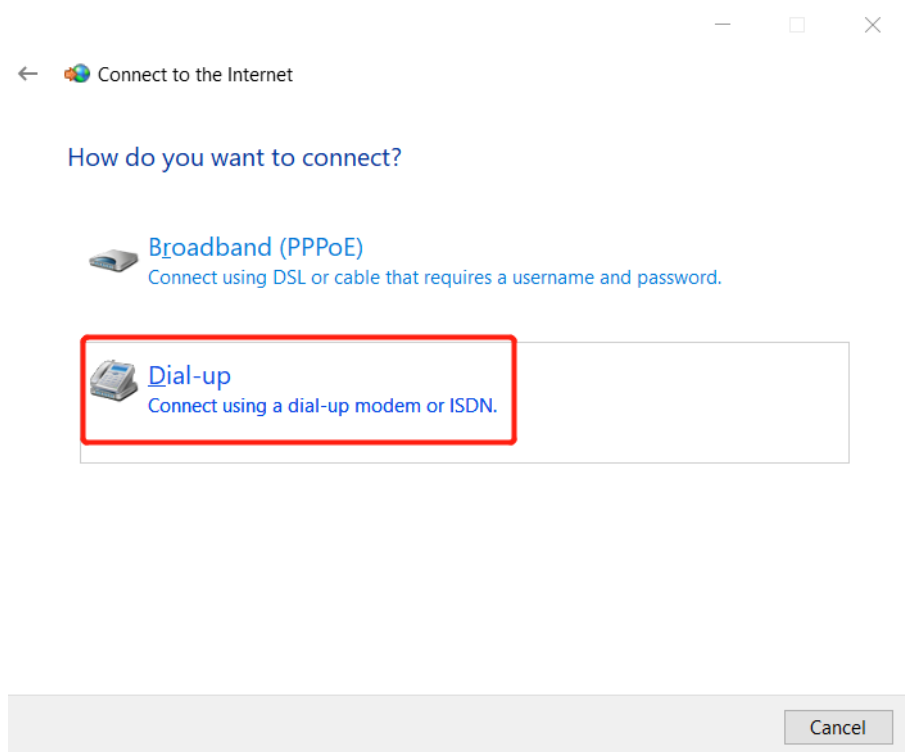 Connect to the Internet
How do you want to connect?
Broadband (PPPoE)
Connect using DSL or cable that requires a username and password.
Dial-up
Connect using a dial-up modem or ISDN.
Cancel